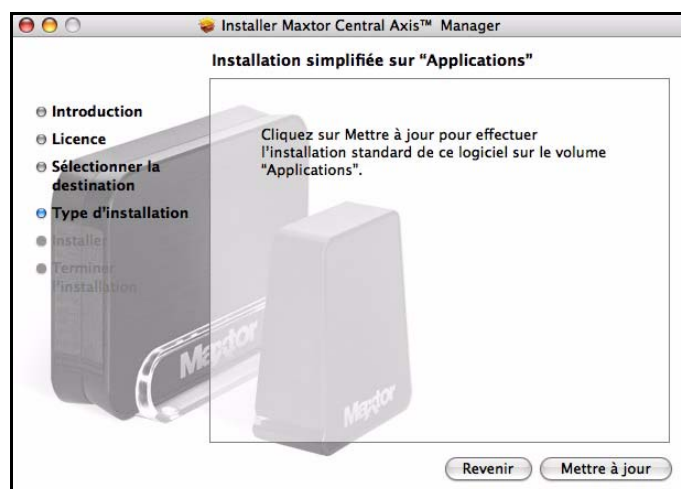 Installer Maxtor Central Axis™ Manager
Installation simplifiée sur “Applications”
Introduction
Licence
Sélectionner la
destination
Type d'installation
Installer
Terminer
l'installation
Cliquez sur Mettre à jour pour effectuer
l'installation standard de ce logiciel sur le volume
"Applications".
Maxtor
Maxtor
Revenir
Mettre à jour